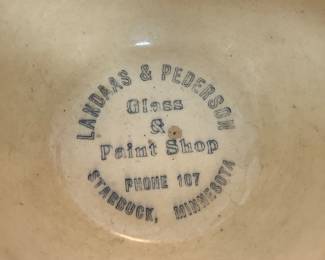 LANDAAS & PEDERSON
Glass
&
Paint Shop
PHONE 107
STARBUCK, MINNESOTA